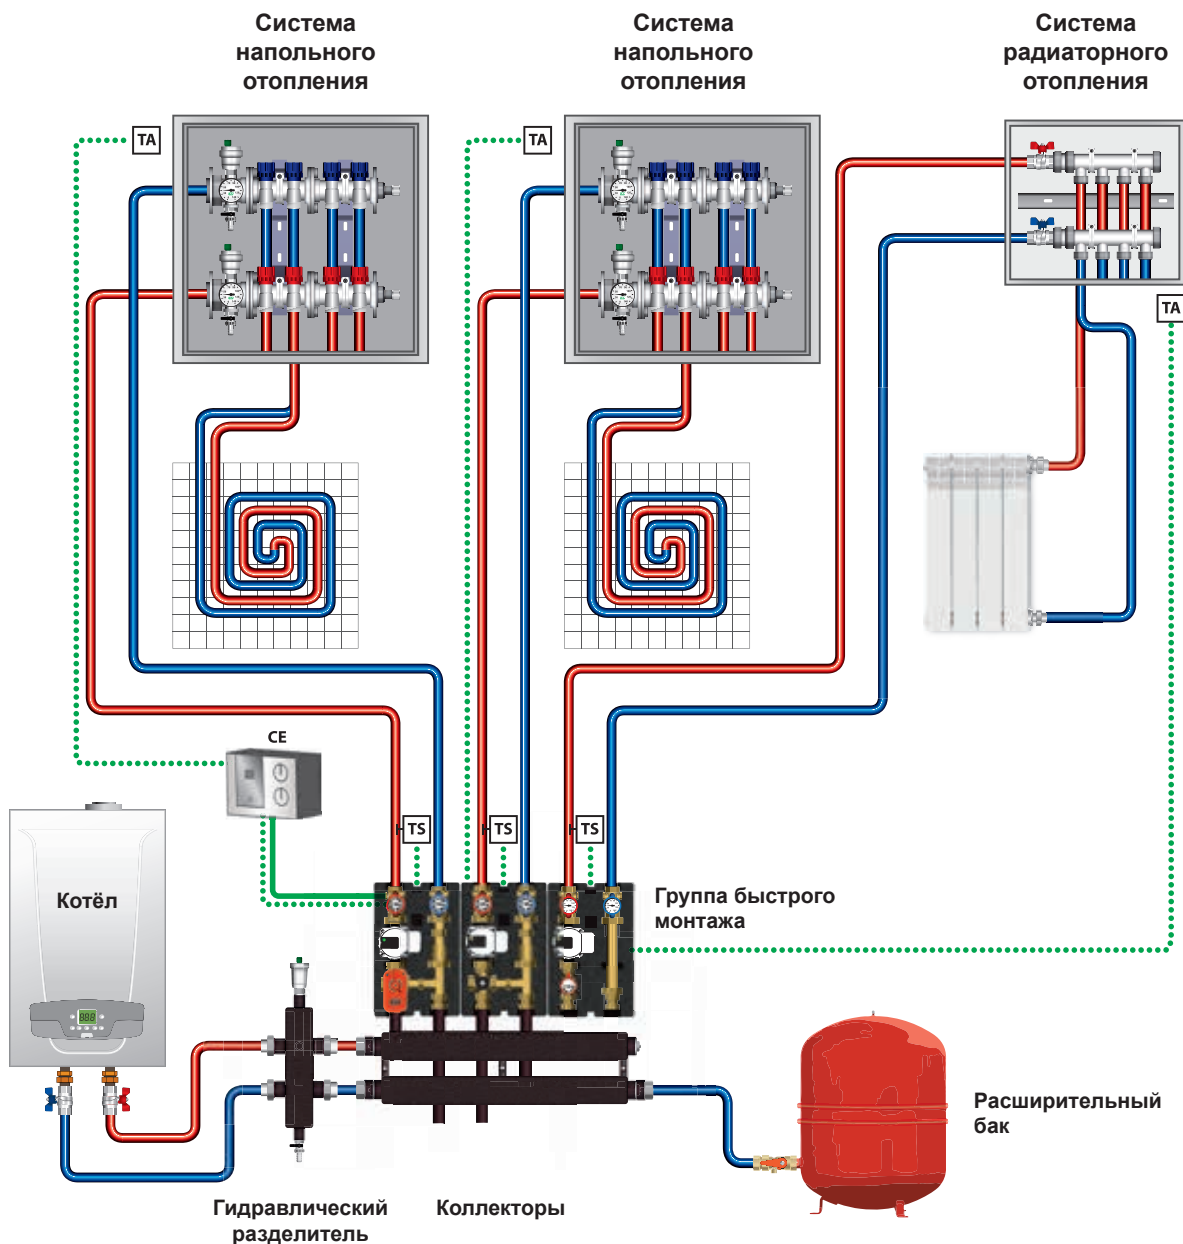 Система
напольного
отопления
Система
напольного
отопления
Система
радиаторного
отопления
TA
TA
TA
CE
TS
TS
TS
Котёл
Группа быстрого
монтажа
Расширительный
бак
Гидравлический
разделитель
Коллекторы